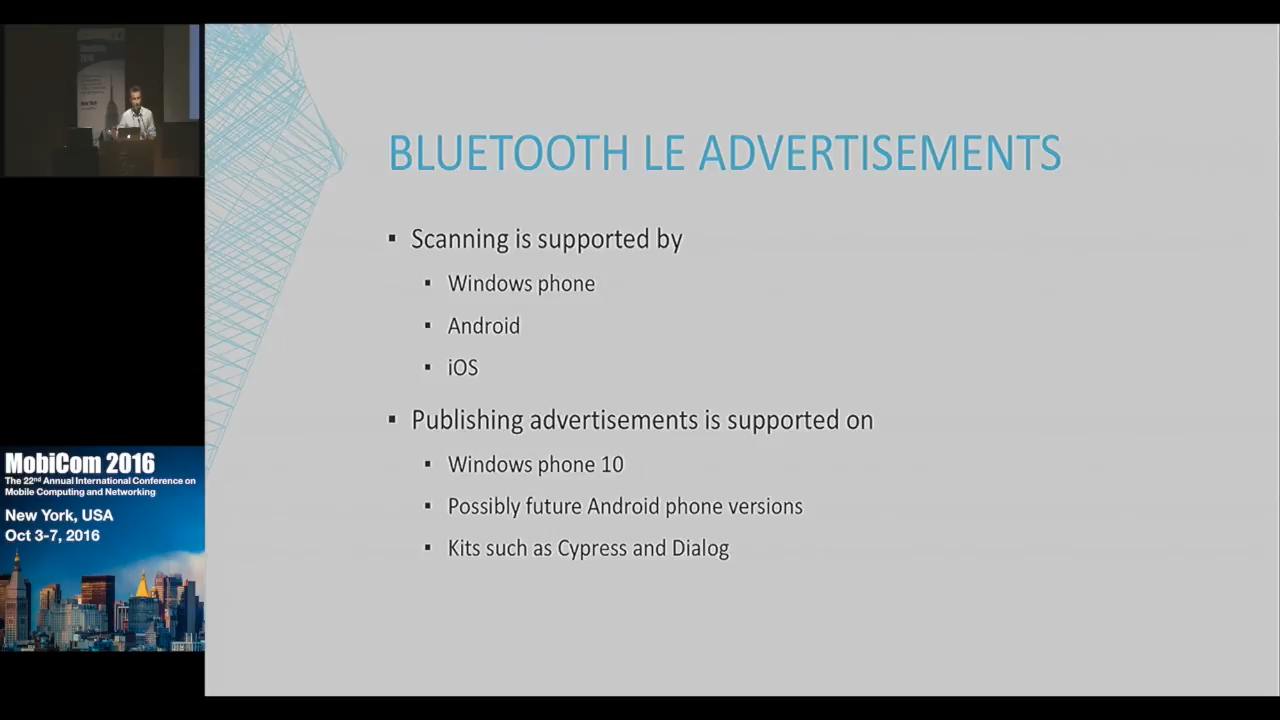 BLUETOOTH LE ADVERTISEMENTS
▪ Scanning is supported by
▪ Windows phone
▪ Android
▪ iOS
▪ Publishing advertisements is supported on
▪ Windows phone 10
▪ Possibly future Android phone versions
▪ Kits such as Cypress and Dialog
MobiCom 2016
The 22nd Annual International Conference on
Mobile Computing and Networking
New York, USA
Oct 3-7, 2016